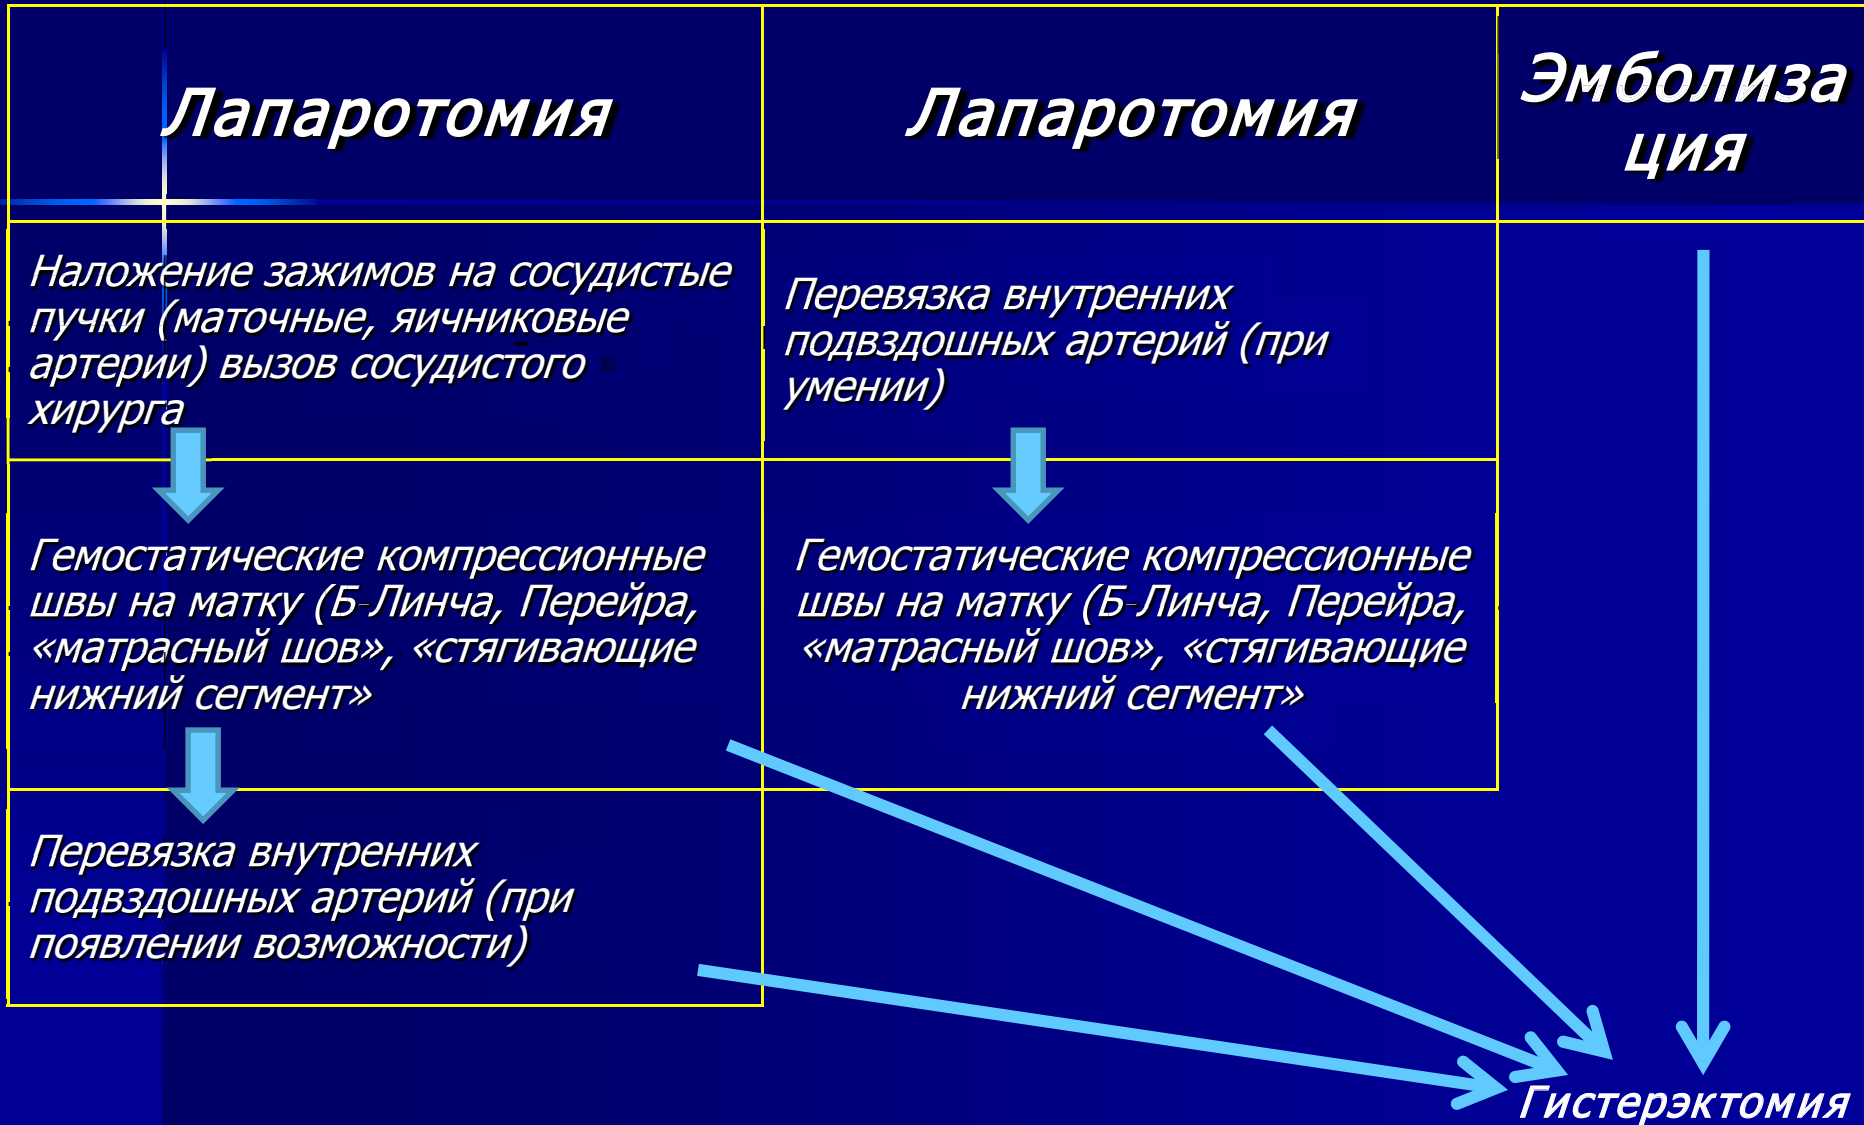 Лапаротомия
Лапаротомия
Эмболиза
ция
Наложение зажимов на сосудистые
пучки (маточные, яичниковые
артерии) вызов сосудистого
хирурга
Перевязка внутренних
подвздошных артерий (при
умении)
Гемостатические компрессионные
швы на матку (Б-Линча, Перейра,
«матрасный шов», «стягивающие
нижний сегмент»
Гемостатические компрессионные
швы на матку (Б-Линча, Перейра,
«матрасный шов», «стягивающие
нижний сегмент»
Перевязка внутренних
подвздошных артерий (при
появлении возможности)
Гистерэктомия